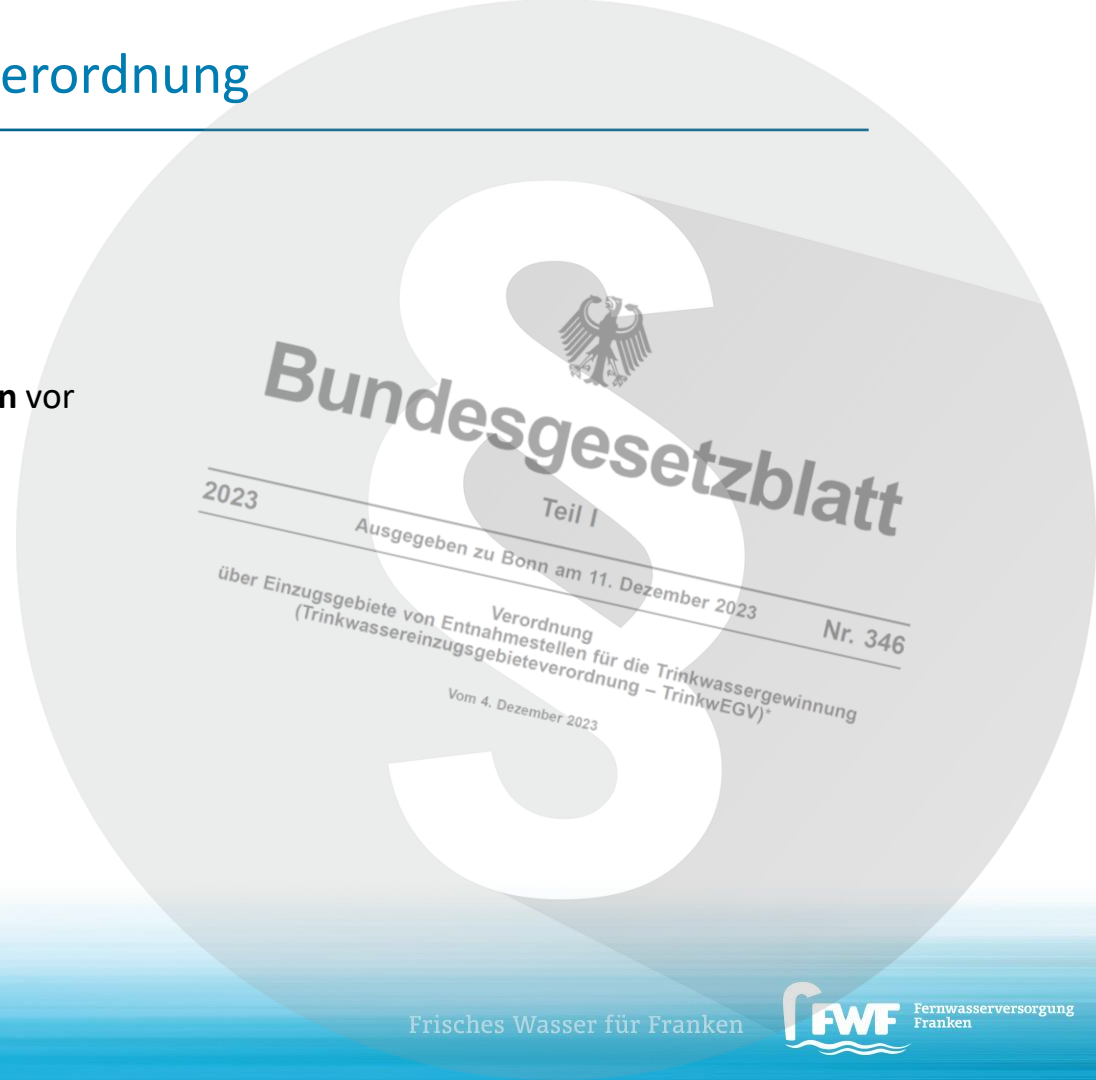 erordnung
n vor
Bundesgesetzblatt
2023
Teil I
Ausgegeben zu Bonn am 11. Dezember 2023
Nr. 346
Verordnung
über Einzugsgebiete von Entnahmestellen für die Trinkwassergewinnung
(Trinkwassereinzugsgebieteverordnung – TrinkwEGV)*
Vom 4. Dezember 2023
Frisches Wasser für Franken
FWF
Fernwasserversorgung
Franken